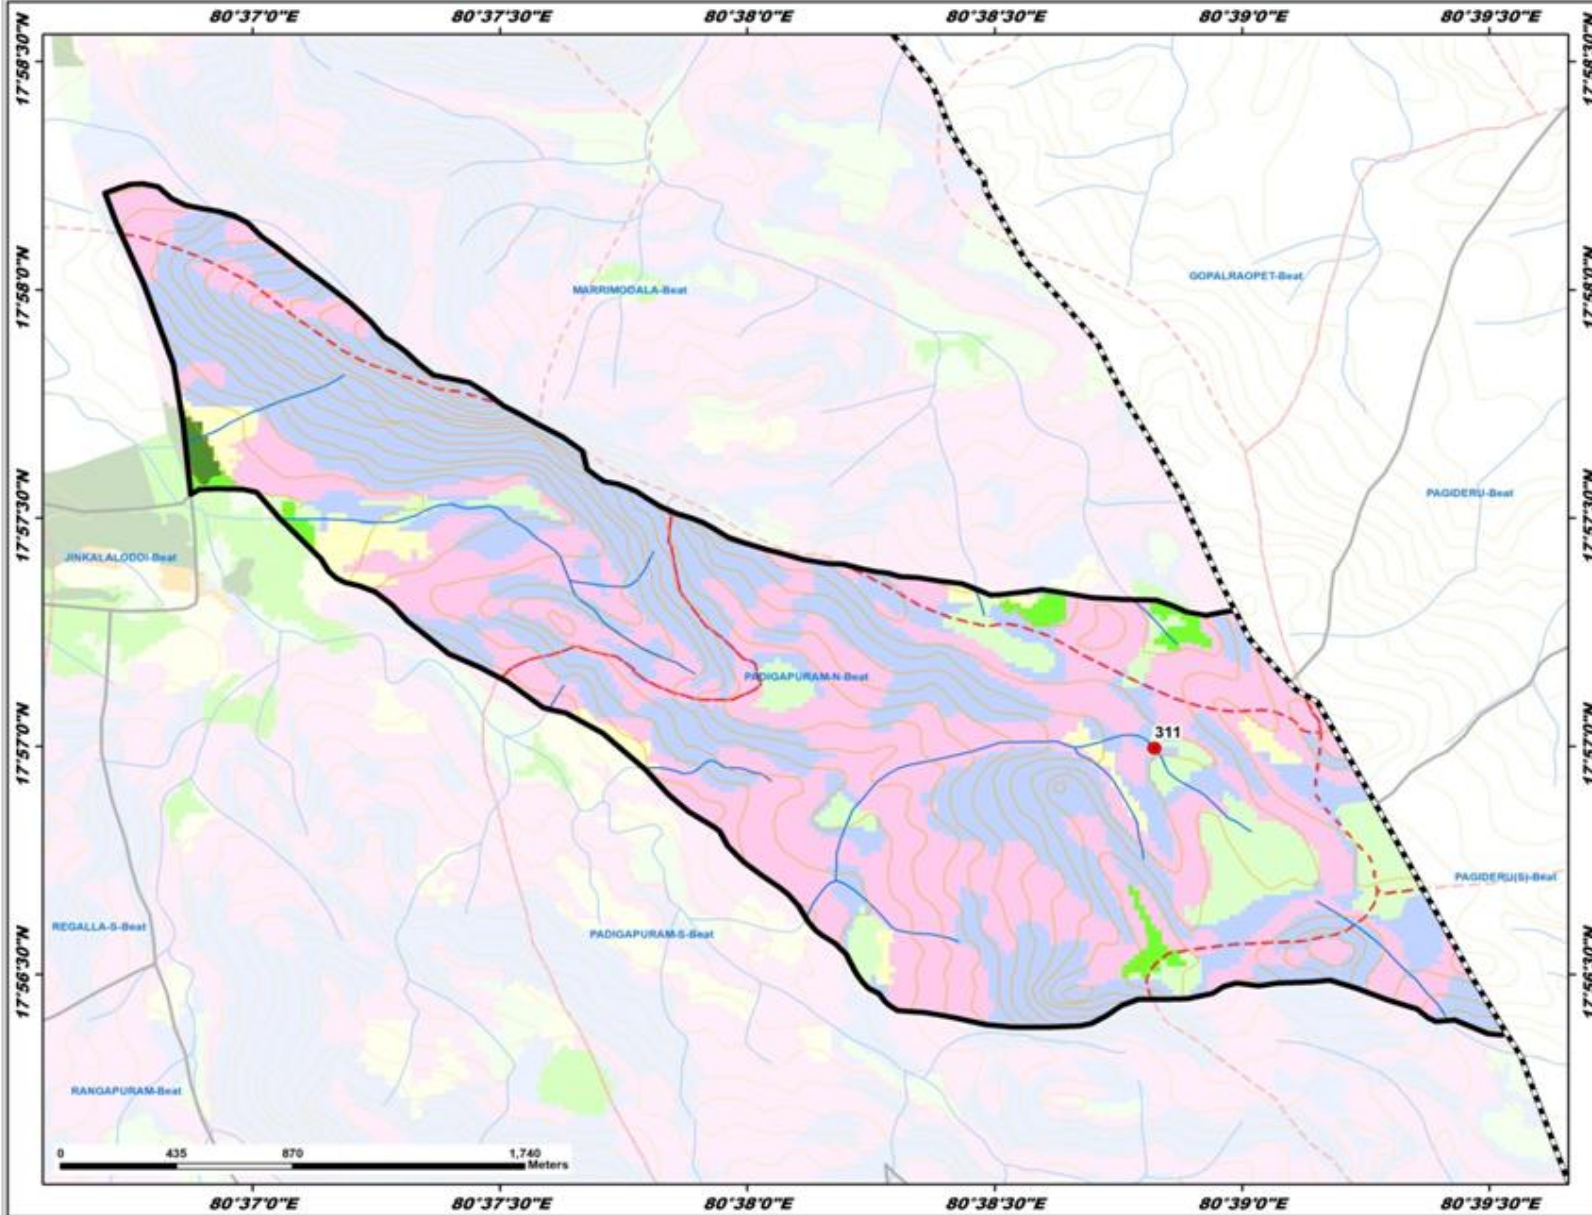 80°37'0"E 80°37'30"E 80°38'0"E 80°38'30"E 80°39'0"E 80°39'30"E
17°58'30"N 17°58'30"N
GOPALRAOPET-Beat
MARRIMODALA-Beat
17°58'0"N 17°58'0"N
PAGIDERU-Beat
17°57'30"N 17°57'30"N
JINKALALODDI-Beat
PADIGAPURAM-N-Beat
311
17°57'0"N 17°57'0"N
PAGIDERU(S)-Beat
REGALLA-S-Beat
PADIGAPURAM-S-Beat
17°56'30"N 17°56'30"N
RANGAPURAM-Beat
0 435 870 1,740
Meters
80°37'0"E 80°37'30"E 80°38'0"E 80°38'30"E 80°39'0"E 80°39'30"E